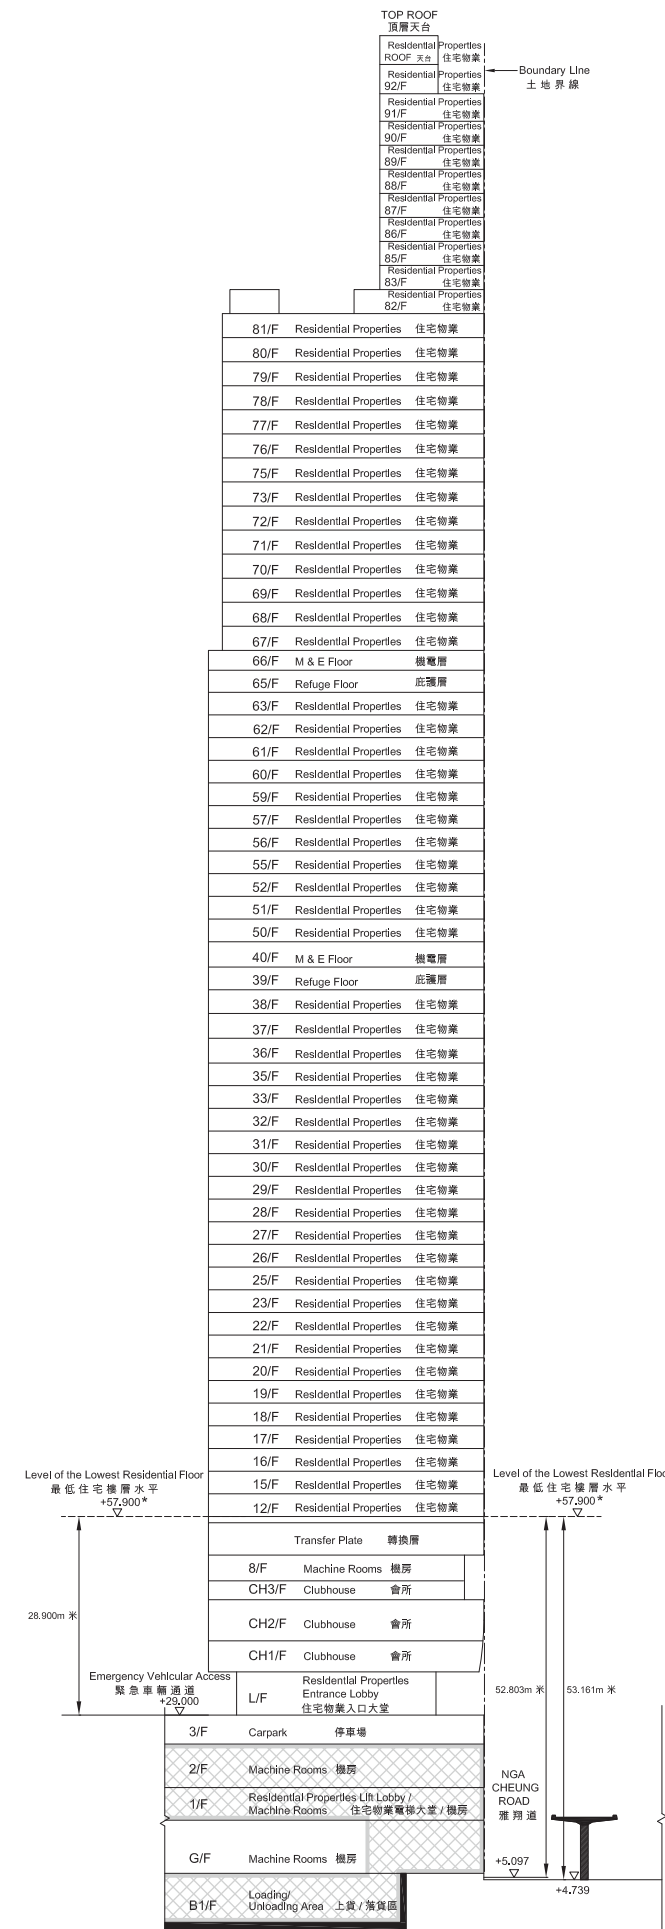 TOP ROOF
頂層天台
Residential Properties
ROOF 天台 住宅物業
Boundary Line
土地界線
Residential Properties
92/F 住宅物業
Residential Properties
91/F 住宅物業
Residential Properties
90/F 住宅物業
Residential Properties
89/F 住宅物業
Residential Properties
88/F 住宅物業
Residential Properties
87/F 住宅物業
Residential Properties
86/F 住宅物業
Residential Properties
85/F 住宅物業
Residential Properties
83/F 住宅物業
Residential Properties
82/F 住宅物業
81/F Residential Properties 住宅物業
80/F Residential Properties 住宅物業
79/F Residential Properties 住宅物業
78/F Residential Properties 住宅物業
77/F Residential Properties 住宅物業
76/F Residential Properties 住宅物業
75/F Residential Properties 住宅物業
73/F Residential Properties 住宅物業
72/F Residential Properties 住宅物業
71/F Residential Properties 住宅物業
70/F Residential Properties 住宅物業
69/F Residential Properties 住宅物業
68/F Residential Properties 住宅物業
67/F Residential Properties 住宅物業
66/F M & E Floor 機電層
65/F Refuge Floor 庇護層
63/F Residential Properties 住宅物業
62/F Residential Properties 住宅物業
61/F Residential Properties 住宅物業
60/F Residential Properties 住宅物業
59/F Residential Properties 住宅物業
57/F Residential Properties 住宅物業
56/F Residential Properties 住宅物業
55/F Residential Properties 住宅物業
52/F Residential Properties 住宅物業
51/F Residential Properties 住宅物業
50/F Residential Properties 住宅物業
40/F M & E Floor 機電層
39/F Refuge Floor 庇護層
38/F Residential Properties 住宅物業
37/F Residential Properties 住宅物業
36/F Residential Properties 住宅物業
35/F Residential Properties 住宅物業
33/F Residential Properties 住宅物業
32/F Residential Properties 住宅物業
31/F Residential Properties 住宅物業
30/F Residential Properties 住宅物業
29/F Residential Properties 住宅物業
28/F Residential Properties 住宅物業
27/F Residential Properties 住宅物業
26/F Residential Properties 住宅物業
25/F Residential Properties 住宅物業
23/F Residential Properties 住宅物業
22/F Residential Properties 住宅物業
21/F Residential Properties 住宅物業
20/F Residential Properties 住宅物業
19/F Residential Properties 住宅物業
18/F Residential Properties 住宅物業
17/F Residential Properties 住宅物業
16/F Residential Properties 住宅物業
15/F Residential Properties 住宅物業
12/F Residential Properties 住宅物業
Level of the Lowest Residential Floor
最低住宅樓層水平
+57.900*
Level of the Lowest Residential Floo
最低住宅樓層水平
+57.900*
Transfer Plate 轉換層
8/F Machine Rooms 機房
CH3/F Clubhouse 會所
CH2/F Clubhouse 會所
CH1/F Clubhouse 會所
28.900m 米
Emergency Vehicular Access
緊急車輛通道
+29.000
Residential Properties
L/F Entrance Lobby
住宅物業入口大堂
52.803m 米
53.161m 米
3/F Carpark 停車場
2/F Machine Rooms 機房
1/F Residential Properties Lift Lobby /
Machine Rooms 住宅物業電梯大堂 / 機房
G/F Machine Rooms 機房
B1/F Loading/
Unloading Area 上貨 / 落貨區
NGA
CHEUNG
ROAD
雅翔道
+5.097
+4.739